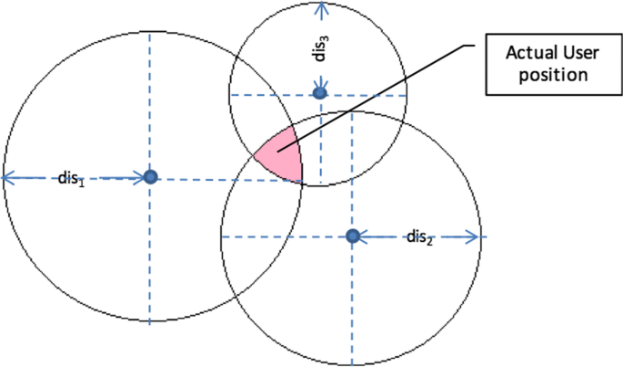 dis₃
Actual User
position
dis₁
dis₂